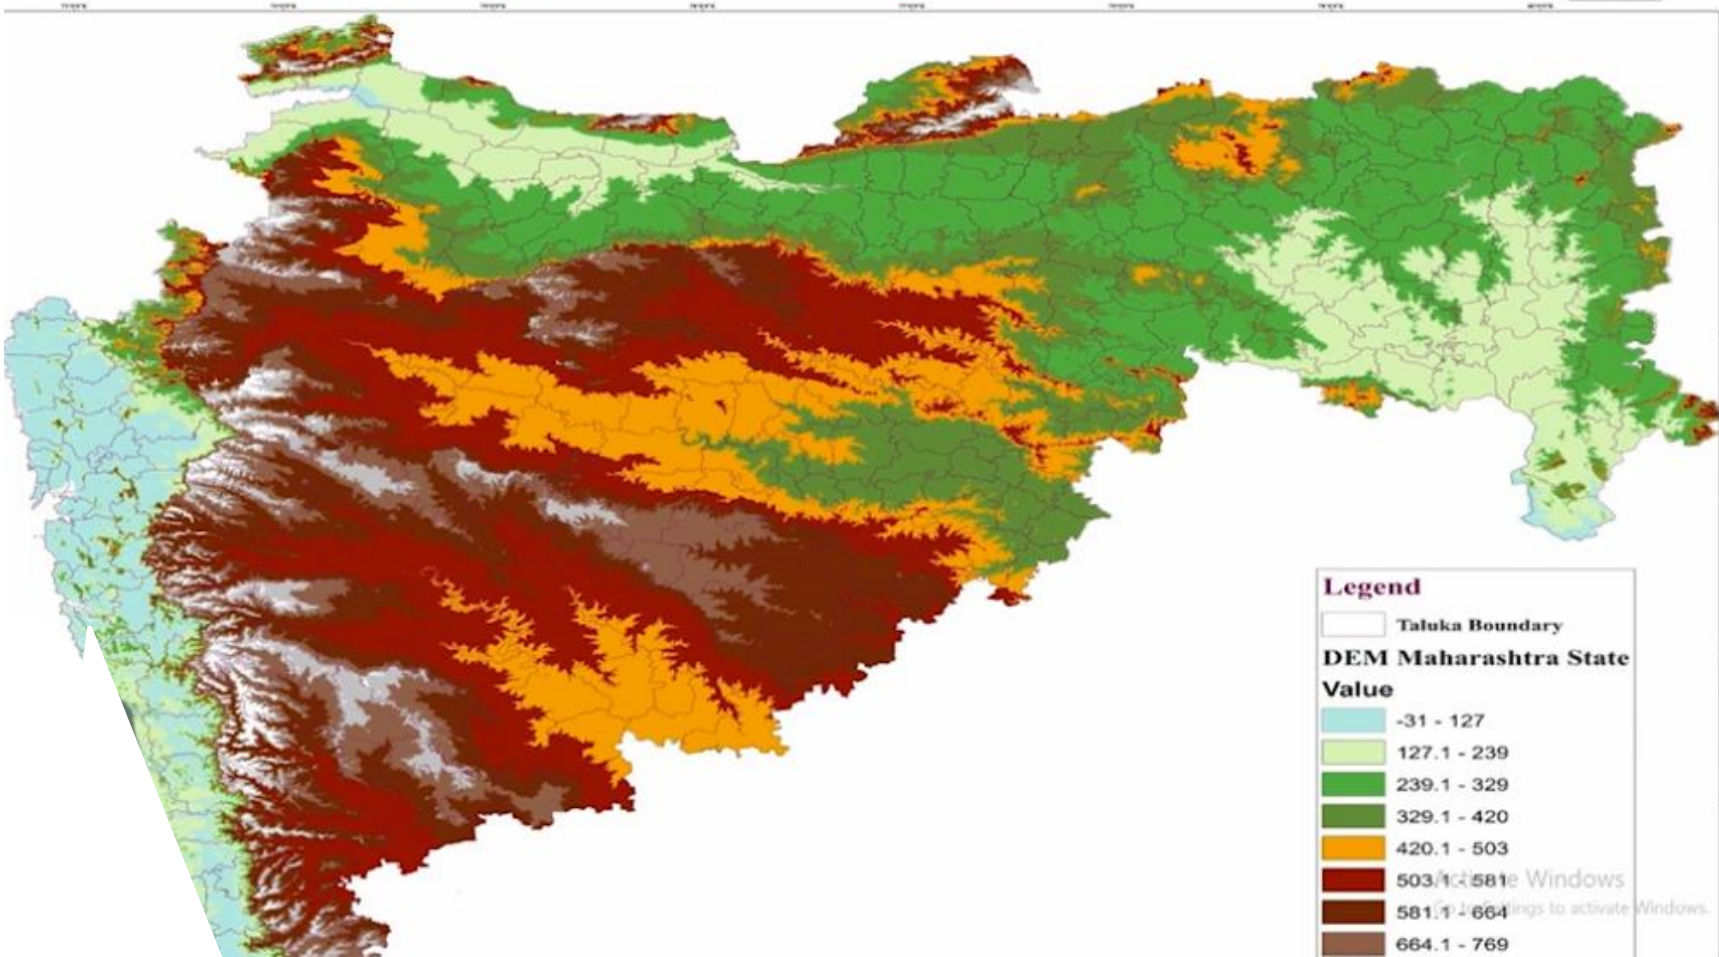 Legend
Taluka Boundary
DEM Maharashtra State
Value
-31 - 127
127.1 - 239
239.1 - 329
329.1 - 420
420.1 - 503
503.1 - 581
Activate Windows
581.1 - 664
Go to Settings to activate Windows.
664.1 - 769